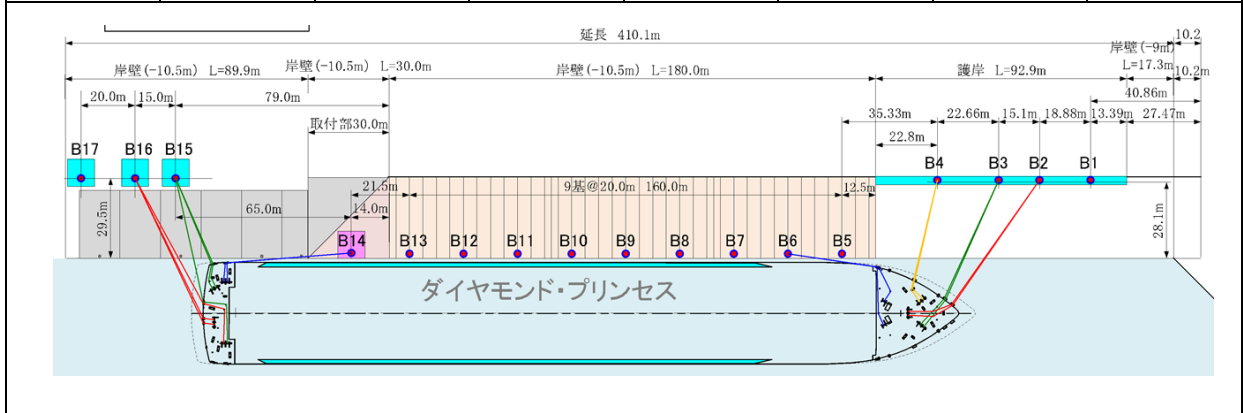 延長 410.1m
10.2
岸壁(-10.5m) L=89.9m
岸壁(-10.5m) L=30.0m
岸壁(-10.5m) L=180.0m
護岸 L=92.9m
岸壁(-9m)
L=17.3m
10.2m
20.0m
15.0m
79.0m
40.86m
取付部30.0m
35.33m
22.66m
15.1m
18.88m
13.39m
27.47m
22.8m
B17
B16
B15
B4
B3
B2
B1
21.5m
9基@20.0m 160.0m
12.5m
29.5m
65.0m
14.0m
28.1m
B14
B13
B12
B11
B10
B9
B8
B7
B6
B5
ダイヤモンド・プリンセス